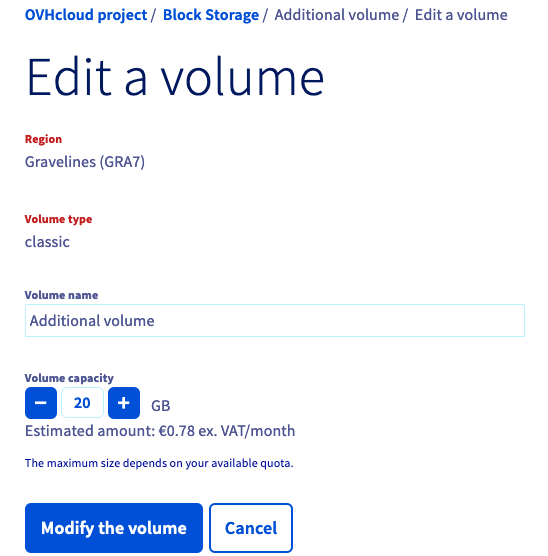 OVHcloud project / Block Storage / Additional volume / Edit a volume
Edit a volume
Region
Gravelines (GRA7)
Volume type
classic
Volume name
Additional volume
Volume capacity
− 20 + GB
Estimated amount: €0.78 ex. VAT/month
The maximum size depends on your available quota.
Modify the volume Cancel